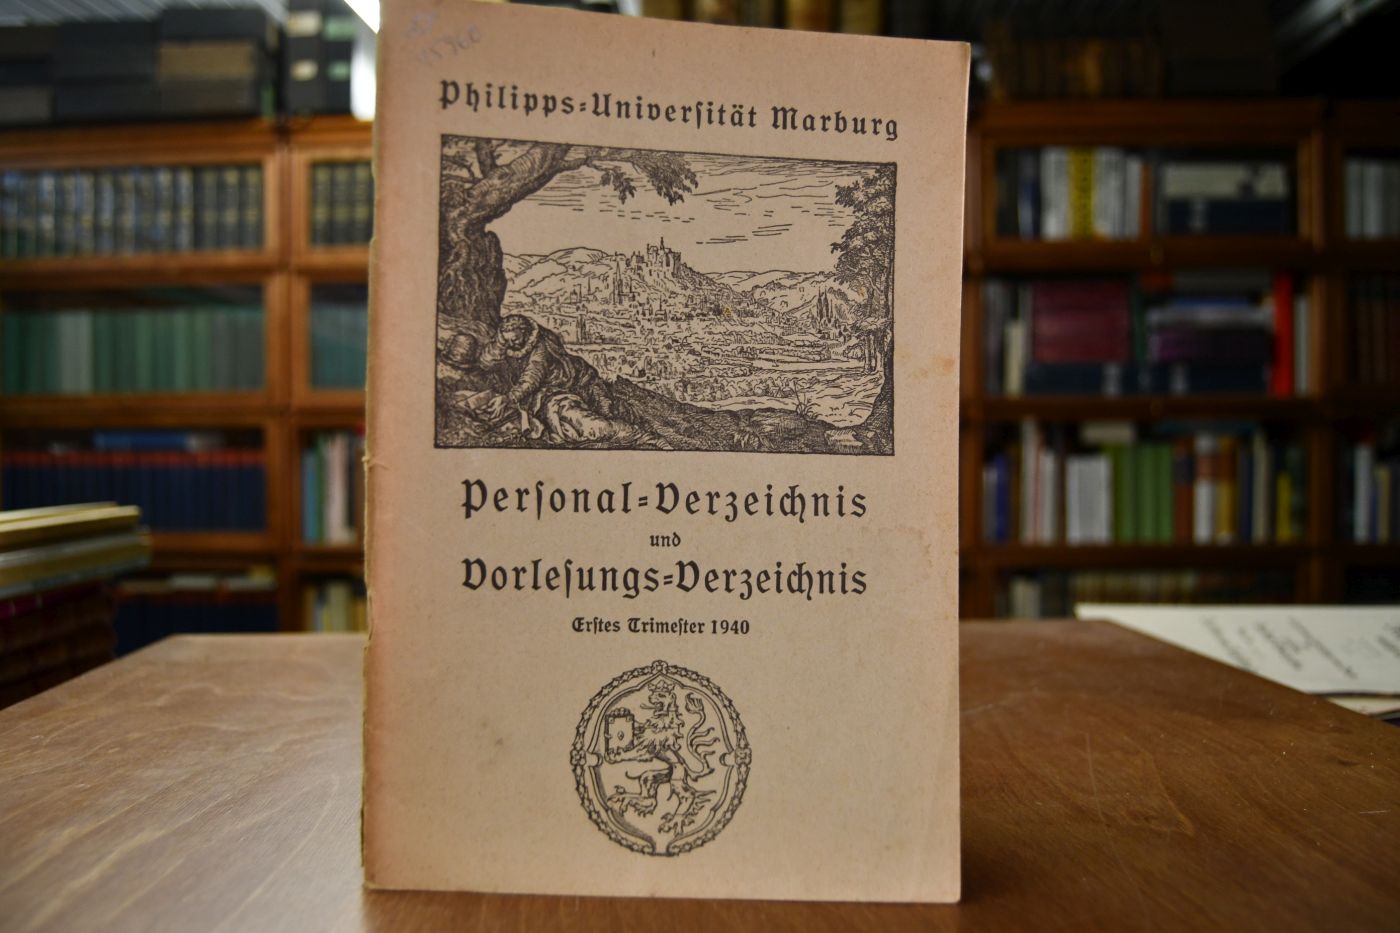 Philipps=Univerſität Marburg
Perſonal=Verzeichnis
und
Vorleſungs=Verzeichnis
Erſtes Trimeſter 1940